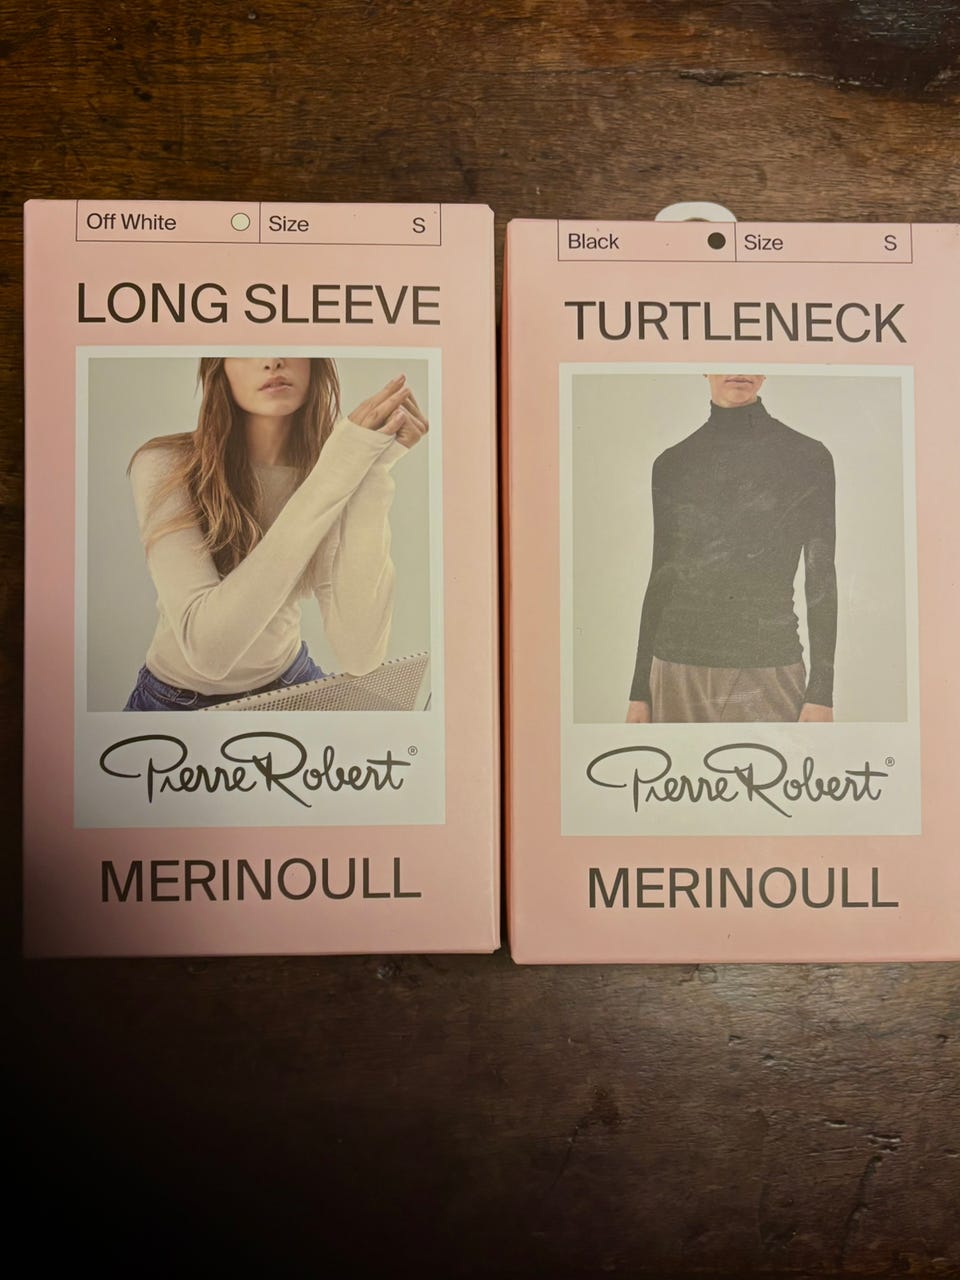 Off White Size S
LONG SLEEVE
Pierre Robert®
MERINOULL
Black Size S
TURTLENECK
Pierre Robert®
MERINOULL